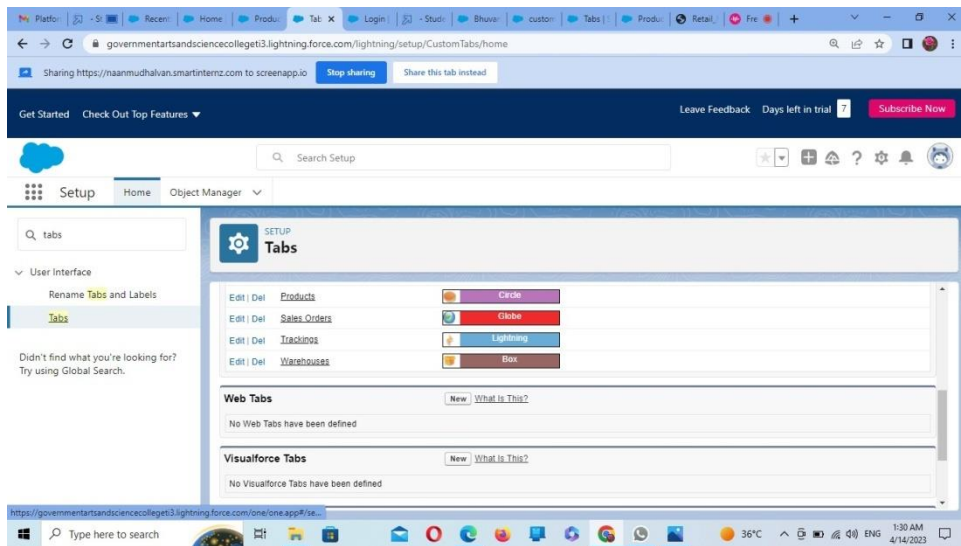 Platfor
Recent
Home
Produc
Tab
Login
- Stude
Bhuvan
custom
Tabs | S
Produc
Retail_
Fre
governmentartsandsciencecollegeti3.lightning.force.com/lightning/setup/CustomTabs/home
Sharing https://naanmudhalvan.smartinternz.com to screenapp.io Stop sharing Share this tab instead
Get Started Check Out Top Features Leave Feedback Days left in trial 7 Subscribe Now
Search Setup
Setup Home Object Manager
tabs
User Interface
Rename Tabs and Labels
Tabs
Didn't find what you're looking for?
Try using Global Search.
SETUP
Tabs
Edit | Del Products Circle
Edit | Del Sales Orders Globe
Edit | Del Trackings Lightning
Edit | Del Warehouses Box
Web Tabs New What Is This?
No Web Tabs have been defined
Visualforce Tabs New What Is This?
No Visualforce Tabs have been defined
https://governmentartsandsciencecollegeti3.lightning.force.com/one/one.app#/se...
Type here to search
36°C ENG 1:30 AM
4/14/2023